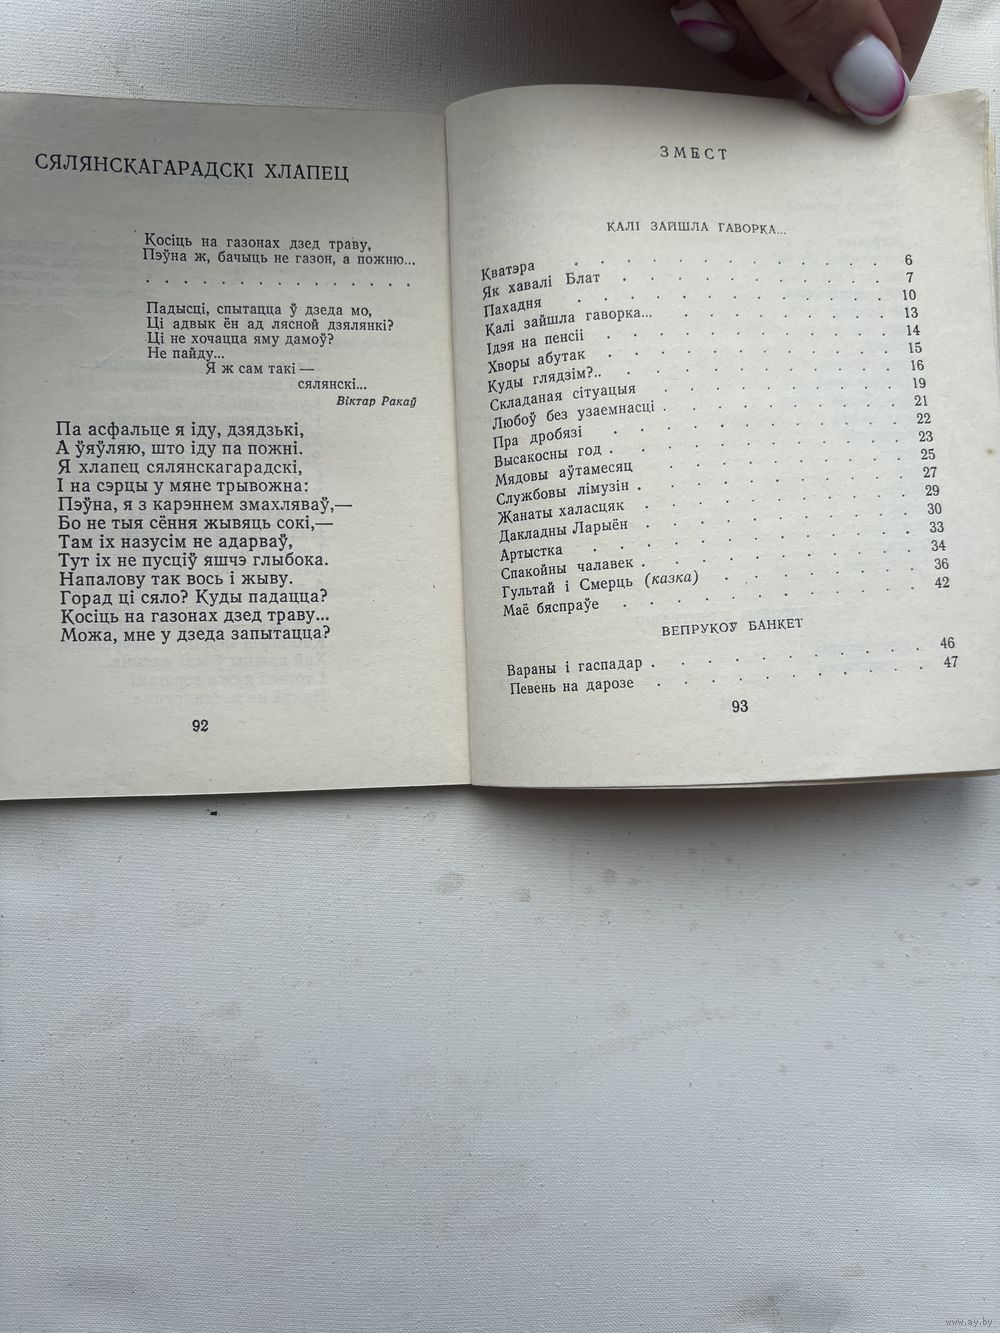 СЯЛЯНСКАГАРАДСКІ ХЛАПЕЦ
Косіць на газонах дзед траву,
Пэўна ж, бачыць не газон, а пожню...
. . . . . . . . . . . . . . .
Падысці, спытацца ў дзеда мо,
Ці адвык ён ад лясной дзялянкі?
Ці не хочацца яму дамоў?
Не пайду...
Я ж сам такі —
сялянскі...
Віктар Ракаў
Па асфальце я іду, дзядзькі,
А ўяўляю, што іду па пожні.
Я хлапец сялянскагарадскі,
І на сэрцы у мяне трывожна:
Пэўна, я з карэннем змахляваў,—
Бо не тыя сёння жывяць сокі,—
Там іх назусім не адарваў,
Тут іх не пусціў яшчэ глыбока.
Напалову так вось і жыву.
Горад ці сяло? Куды падацца?
Косіць на газонах дзед траву...
Можа, мне у дзеда запытацца?
92
ЗМЕСТ
КАЛІ ЗАЙШЛА ГАВОРКА...
Кватэра . . . . . . . . . . 6
Як хавалі Блат . . . . . . . . 7
Пахадня . . . . . . . . . . 10
Калі зайшла гаворка... . . . . . . . 13
Ідэя на пенсіі . . . . . . . . . 14
Хворы абутак . . . . . . . . . 15
Куды глядзім?.. . . . . . . . . 16
Складаная сітуацыя . . . . . . . 19
Любоў без узаемнасці . . . . . . . 21
Пра дробязі . . . . . . . . . 22
Высакосны год . . . . . . . . . 23
Мядовы аўтамесяц . . . . . . . . 25
Службовы лімузін . . . . . . . . 27
Жанаты халасцяк . . . . . . . . 29
Дакладны Ларыён . . . . . . . . 30
Артыстка . . . . . . . . . . 33
Спакойны чалавек . . . . . . . . 34
Гультай і Смерць (казка) . . . . . . 36
Маё бяспраўе . . . . . . . . . 42
ВЕПРУКОЎ БАНКЕТ
Вараны і гаспадар . . . . . . . . 46
Певень на дарозе . . . . . . . . 47
93
www.ay.by